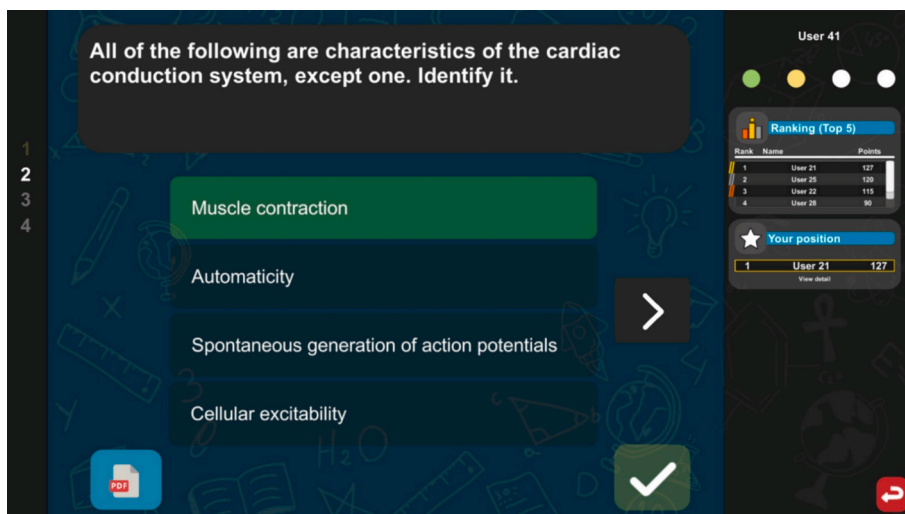 All of the following are characteristics of the cardiac
conduction system, except one. Identify it.
1
2
3
4
Muscle contraction
Automaticity
Spontaneous generation of action potentials
Cellular excitability
PDF
User 41
Ranking (Top 5)
Rank Name Points
1 User 21 127
2 User 25 120
3 User 22 115
4 User 28 90
Your position
1 User 21 127
View detail
H2O